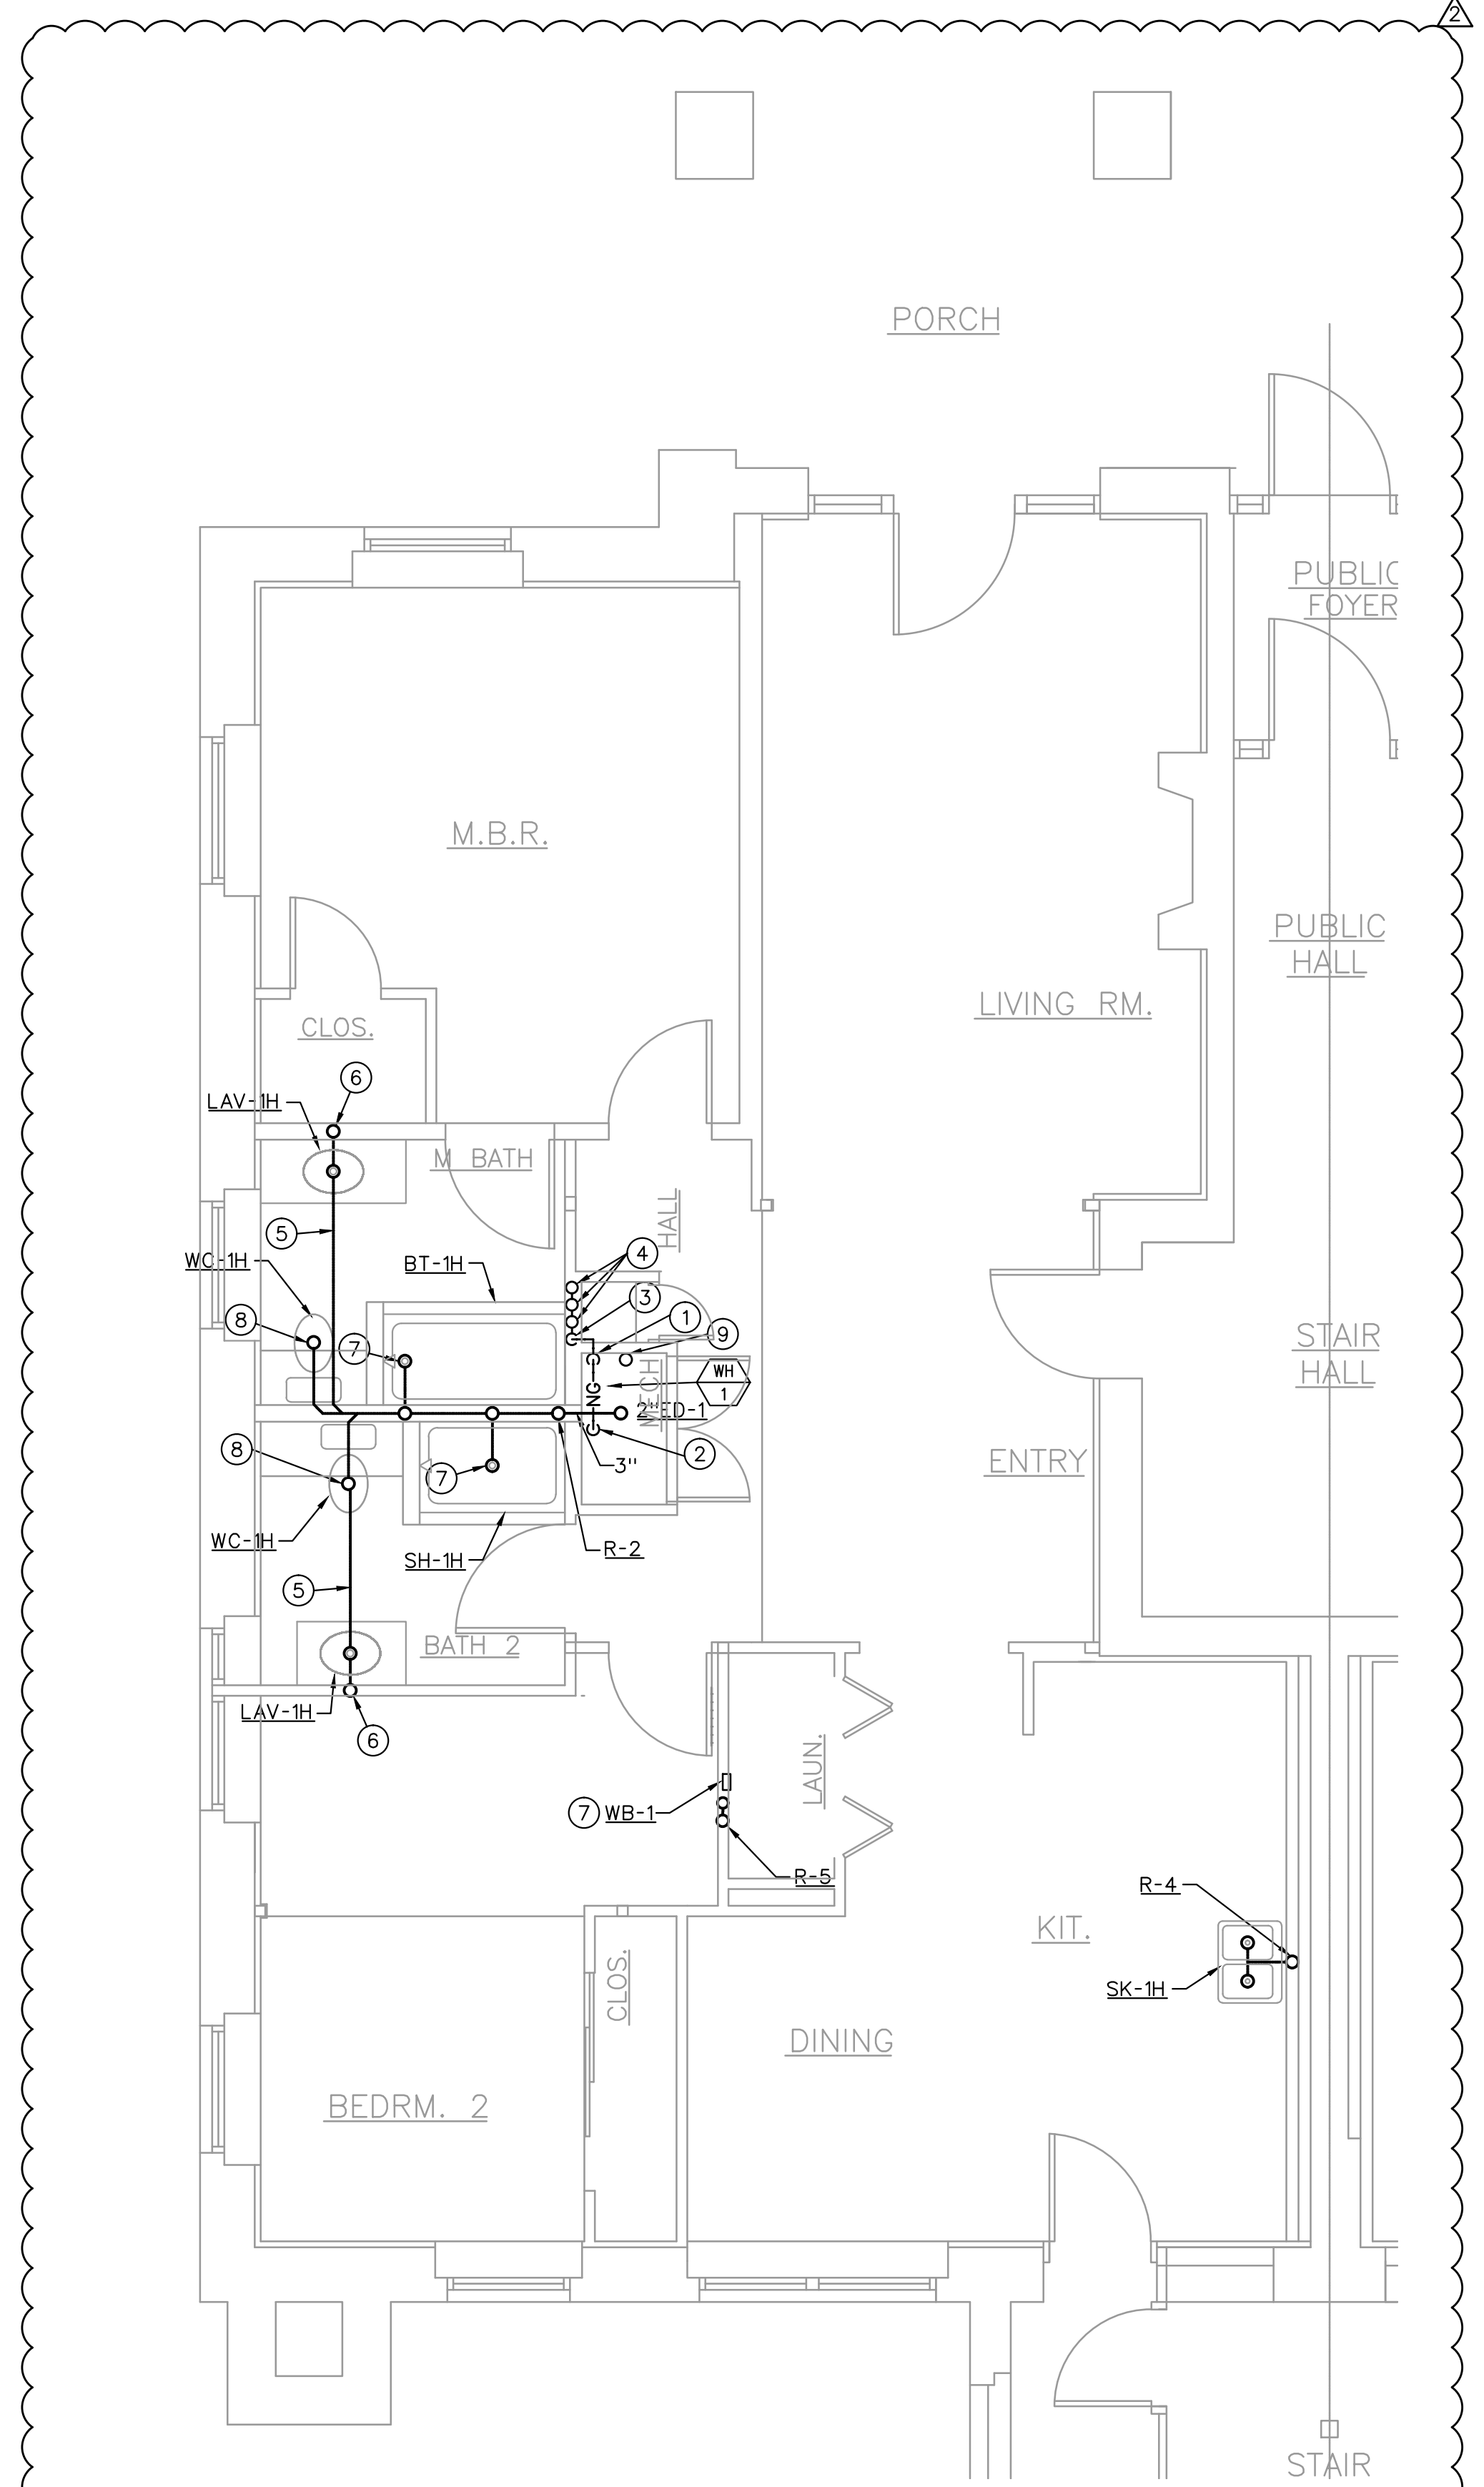 2
PORCH
PUBLIC
FOYER
M.B.R.
PUBLIC
HALL
LIVING RM.
CLOS.
6
LAV-1H
M BATH
HALL
5
4
WC-1H
BT-1H
3
1
8
7
9
STAIR
HALL
WH
1
NG
MECH
2"ED-1
8
2
ENTRY
7
3"
WC-1H
SH-1H
R-2
5
BATH 2
LAV-1H
6
LAUN.
7
WB-1
R-5
R-4
KIT.
CLOS.
SK-1H
DINING
BEDRM. 2
STAIR